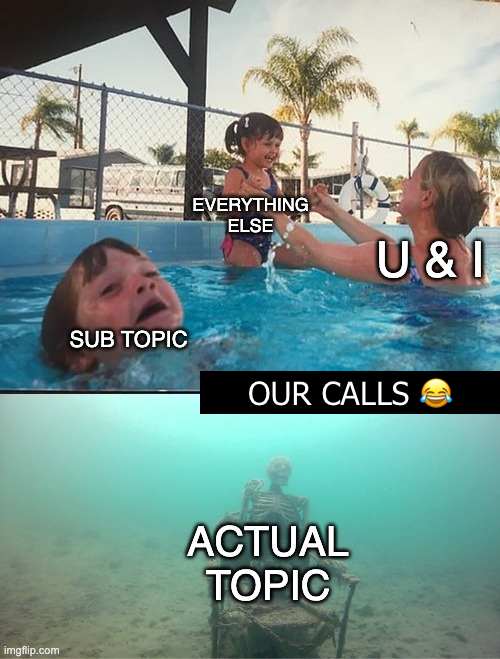 EVERYTHING
ELSE
U & I
SUB TOPIC
OUR CALLS 😂
ACTUAL
TOPIC
imgflip.com